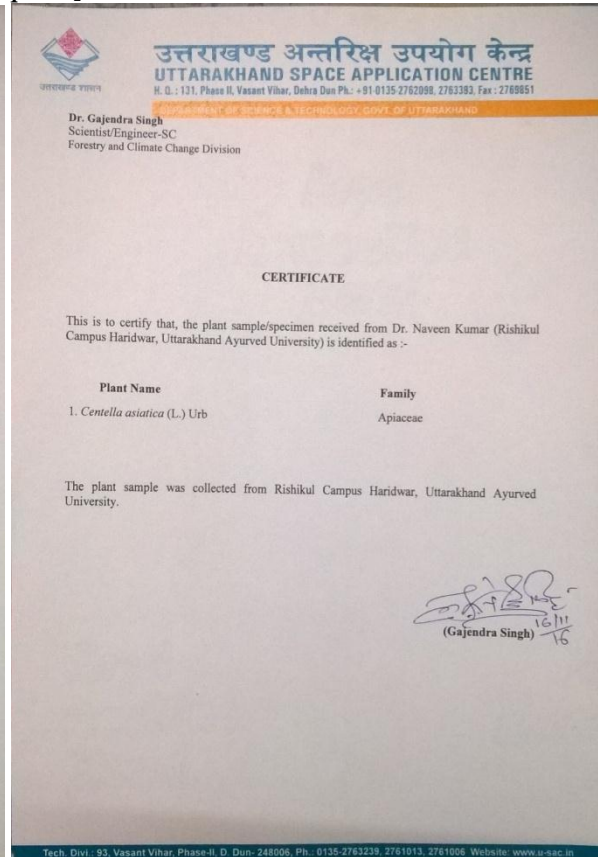 उत्तराखण्ड शासन
उत्तराखण्ड अन्तरिक्ष उपयोग केन्द्र
UTTARAKHAND SPACE APPLICATION CENTRE
H. Q. : 131, Phase II, Vasant Vihar, Dehra Dun Ph.: +91-0135-2762098, 2763383, Fax : 2769851
DEPARTMENT OF SCIENCE & TECHNOLOGY, GOVT. OF UTTARAKHAND
Dr. Gajendra Singh
Scientist/Engineer-SC
Forestry and Climate Change Division
CERTIFICATE
This is to certify that, the plant sample/specimen received from Dr. Naveen Kumar (Rishikul
Campus Haridwar, Uttarakhand Ayurved University) is identified as :-
Plant Name Family
1. Centella asiatica (L.) Urb Apiaceae
The plant sample was collected from Rishikul Campus Haridwar, Uttarakhand Ayurved
University.
16/11
(Gajendra Singh) 16
Tech. Divi.: 93, Vasant Vihar, Phase-II, D. Dun- 248006, Ph.: 0135-2763239, 2761013, 2761006 Website: www.u-sac.in